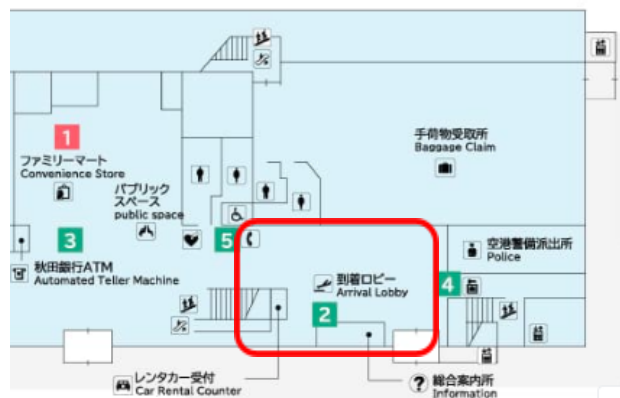 1
ファミリーマート
Convenience Store
手荷物受取所
Baggage Claim
パブリック
スペース
public space
3
5
秋田銀行ATM
Automated Teller Machine
到着ロビー
Arrival Lobby
2
空港警備派出所
Police
4
レンタカー受付
Car Rental Counter
?
総合案内所
Information